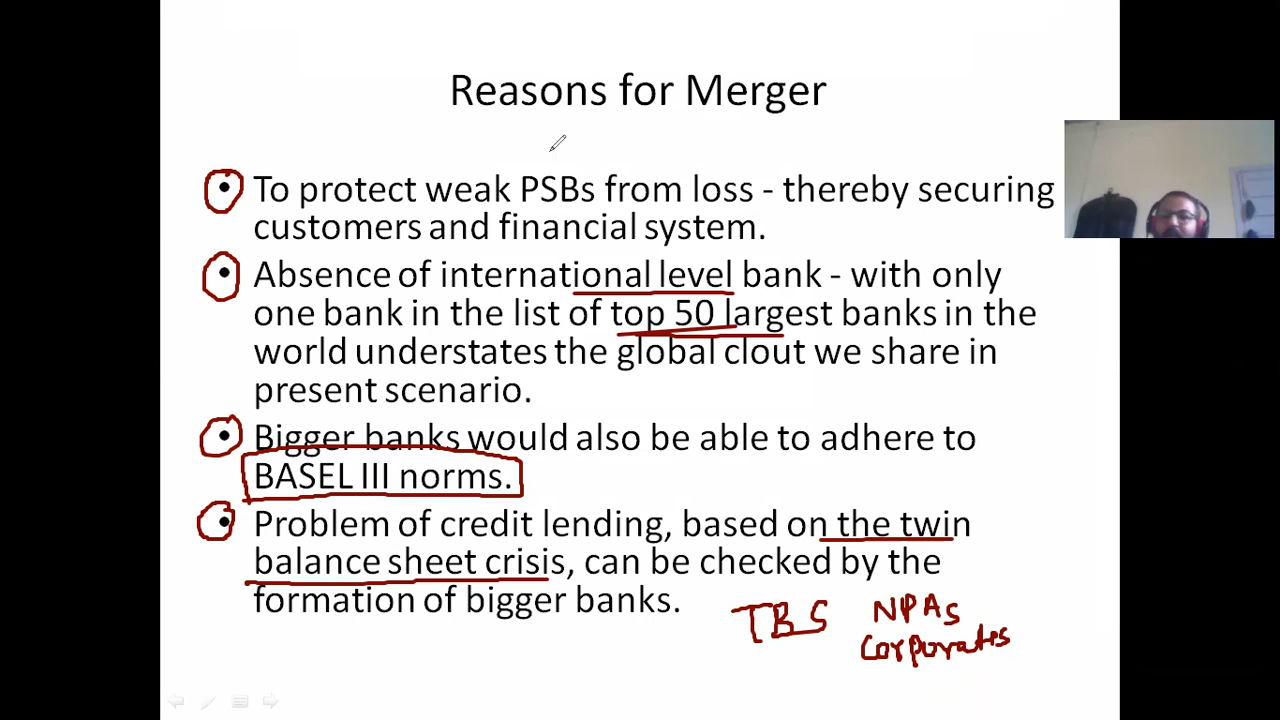 Reasons for Merger
• To protect weak PSBs from loss - thereby securing
customers and financial system.
• Absence of international level bank - with only
one bank in the list of top 50 largest banks in the
world understates the global clout we share in
present scenario.
• Bigger banks would also be able to adhere to
BASEL III norms.
• Problem of credit lending, based on the twin
balance sheet crisis, can be checked by the
formation of bigger banks.
TBS NPAs
Corporates